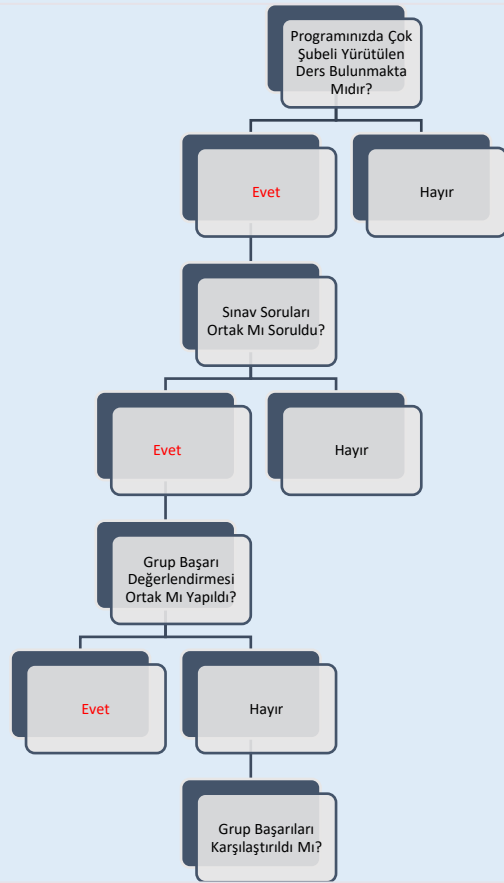 Programınızda Çok
Şubeli Yürütülen
Ders Bulunmakta
Mıdır?
Evet
Hayır
Sınav Soruları
Ortak Mı Soruldu?
Evet
Hayır
Grup Başarı
Değerlendirmesi
Ortak Mı Yapıldı?
Evet
Hayır
Grup Başarıları
Karşılaştırıldı Mı?